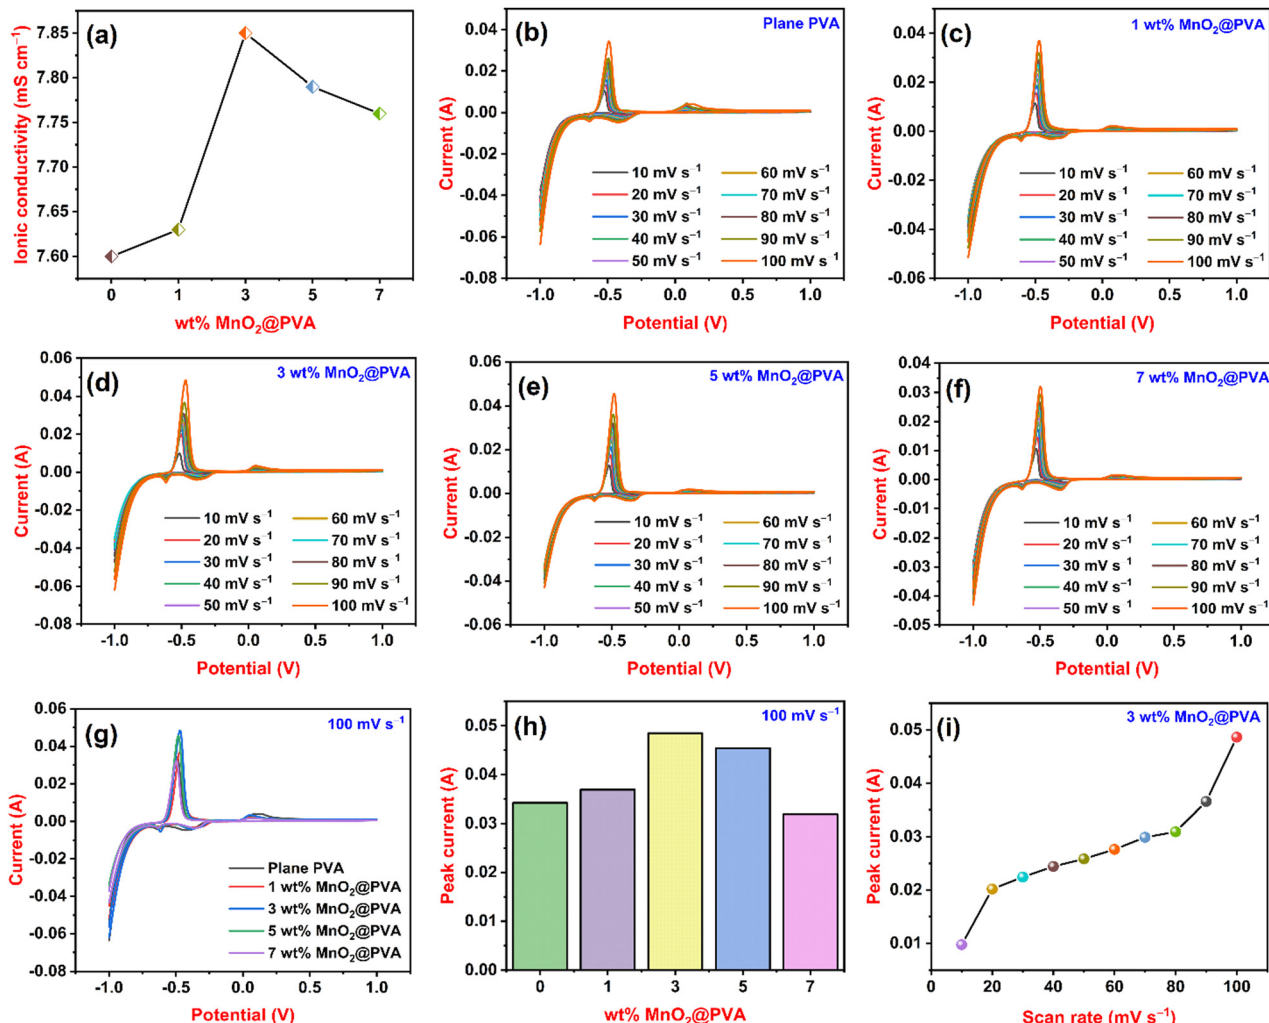 (a)
Ionic conductivity (mS cm⁻¹)
7.85
7.80
7.75
7.70
7.65
7.60
0 1 3 5 7
wt% MnO₂@PVA
(b)
Plane PVA
Current (A)
0.04
0.02
0.00
-0.02
-0.04
-0.06
-0.08
10 mV s⁻¹ 60 mV s⁻¹
20 mV s⁻¹ 70 mV s⁻¹
30 mV s⁻¹ 80 mV s⁻¹
40 mV s⁻¹ 90 mV s⁻¹
50 mV s⁻¹ 100 mV s⁻¹
-1.0 -0.5 0.0 0.5 1.0
Potential (V)
(c)
1 wt% MnO₂@PVA
Current (A)
0.04
0.02
0.00
-0.02
-0.04
-0.06
10 mV s⁻¹ 60 mV s⁻¹
20 mV s⁻¹ 70 mV s⁻¹
30 mV s⁻¹ 80 mV s⁻¹
40 mV s⁻¹ 90 mV s⁻¹
50 mV s⁻¹ 100 mV s⁻¹
-1.0 -0.5 0.0 0.5 1.0
Potential (V)
(d)
3 wt% MnO₂@PVA
Current (A)
0.06
0.04
0.02
0.00
-0.02
-0.04
-0.06
-0.08
10 mV s⁻¹ 60 mV s⁻¹
20 mV s⁻¹ 70 mV s⁻¹
30 mV s⁻¹ 80 mV s⁻¹
40 mV s⁻¹ 90 mV s⁻¹
50 mV s⁻¹ 100 mV s⁻¹
-1.0 -0.5 0.0 0.5 1.0
Potential (V)
(e)
5 wt% MnO₂@PVA
Current (A)
0.06
0.04
0.02
0.00
-0.02
-0.04
-0.06
10 mV s⁻¹ 60 mV s⁻¹
20 mV s⁻¹ 70 mV s⁻¹
30 mV s⁻¹ 80 mV s⁻¹
40 mV s⁻¹ 90 mV s⁻¹
50 mV s⁻¹ 100 mV s⁻¹
-1.0 -0.5 0.0 0.5 1.0
Potential (V)
(f)
7 wt% MnO₂@PVA
Current (A)
0.04
0.03
0.02
0.01
0.00
-0.01
-0.02
-0.03
-0.04
-0.05
10 mV s⁻¹ 60 mV s⁻¹
20 mV s⁻¹ 70 mV s⁻¹
30 mV s⁻¹ 80 mV s⁻¹
40 mV s⁻¹ 90 mV s⁻¹
50 mV s⁻¹ 100 mV s⁻¹
-1.0 -0.5 0.0 0.5 1.0
Potential (V)
(g)
100 mV s⁻¹
Current (A)
0.06
0.04
0.02
0.00
-0.02
-0.04
-0.06
-0.08
Plane PVA
1 wt% MnO₂@PVA
3 wt% MnO₂@PVA
5 wt% MnO₂@PVA
7 wt% MnO₂@PVA
-1.0 -0.5 0.0 0.5 1.0
Potential (V)
(h)
100 mV s⁻¹
Peak current (A)
0.05
0.04
0.03
0.02
0.01
0.00
0 1 3 5 7
wt% MnO₂@PVA
(i)
3 wt% MnO₂@PVA
Peak current (A)
0.05
0.04
0.03
0.02
0.01
0 20 40 60 80 100
Scan rate (mV s⁻¹)